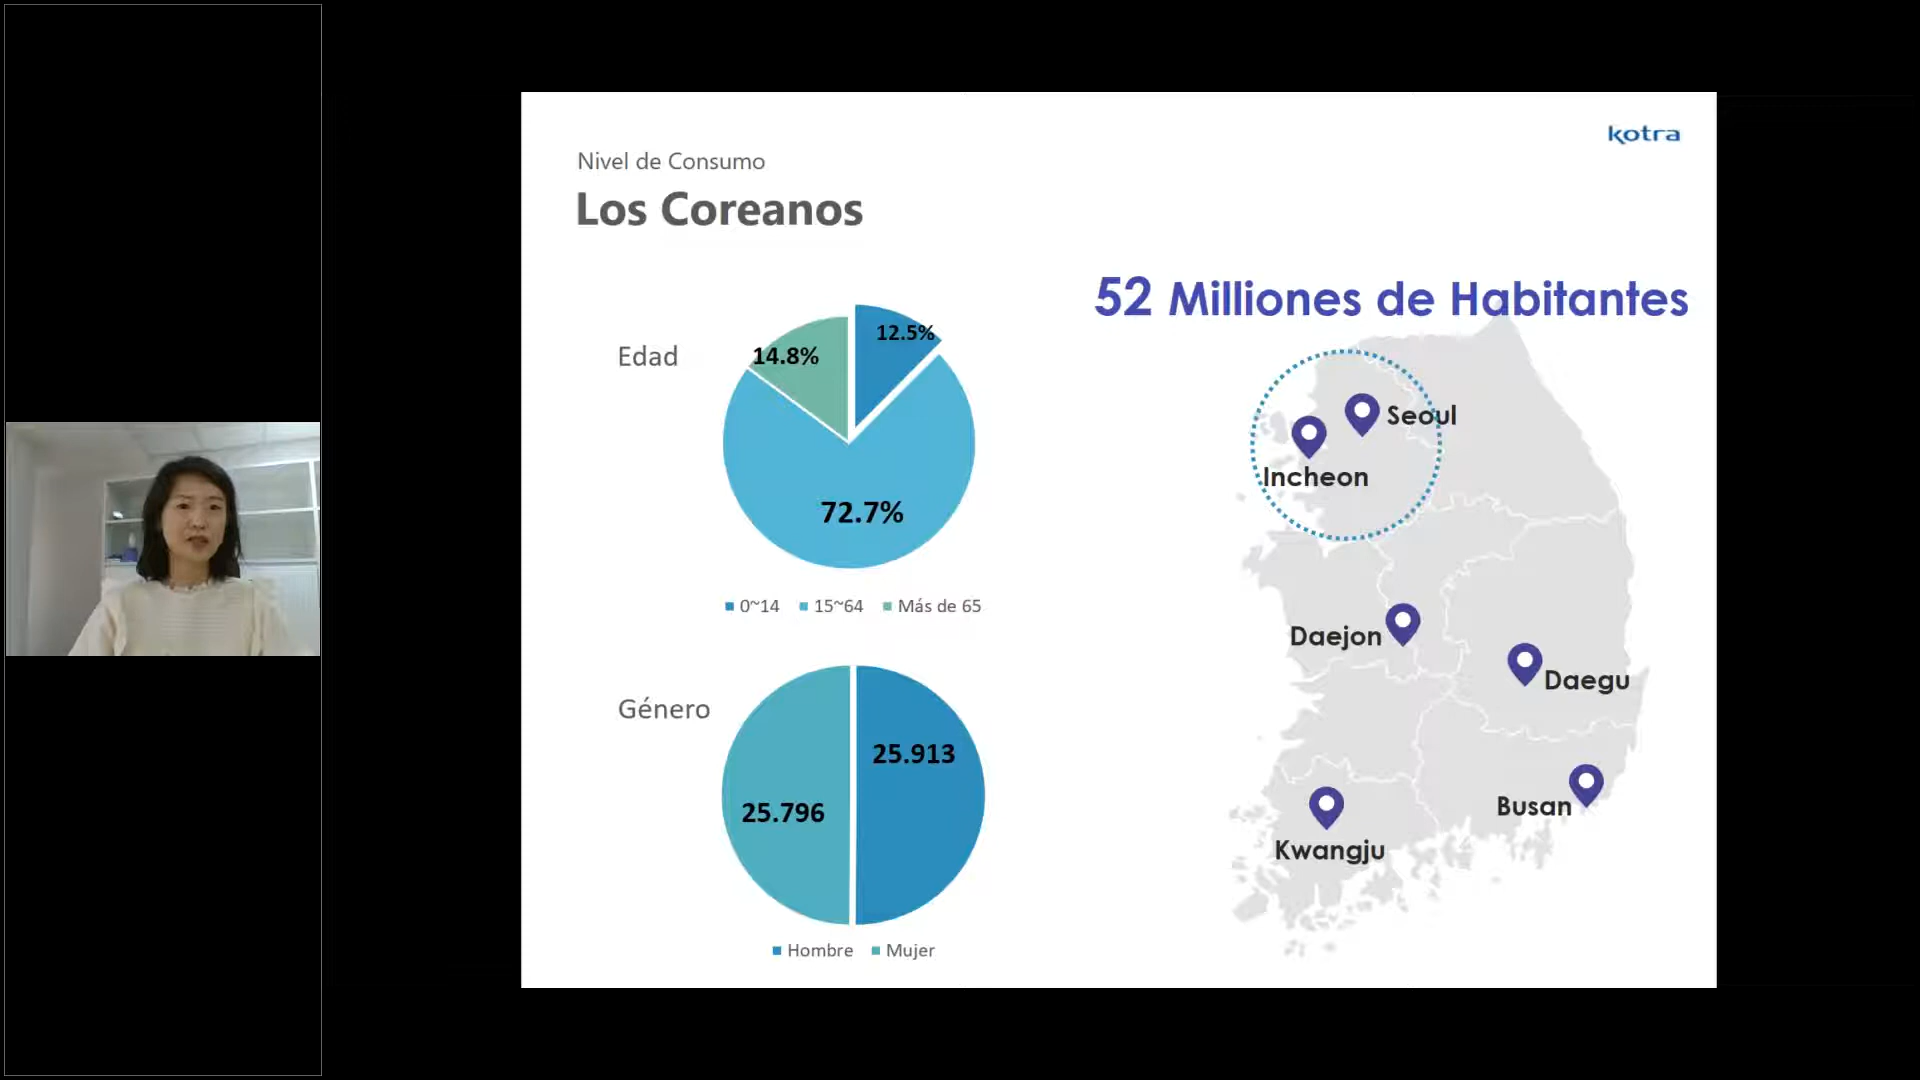 kotra
Nivel de Consumo
Los Coreanos
52 Milliones de Habitantes
Edad
12.5%
14.8%
72.7%
0~14 15~64 Más de 65
Género
25.913
25.796
Hombre Mujer
Seoul
Incheon
Daejon
Daegu
Busan
Kwangju